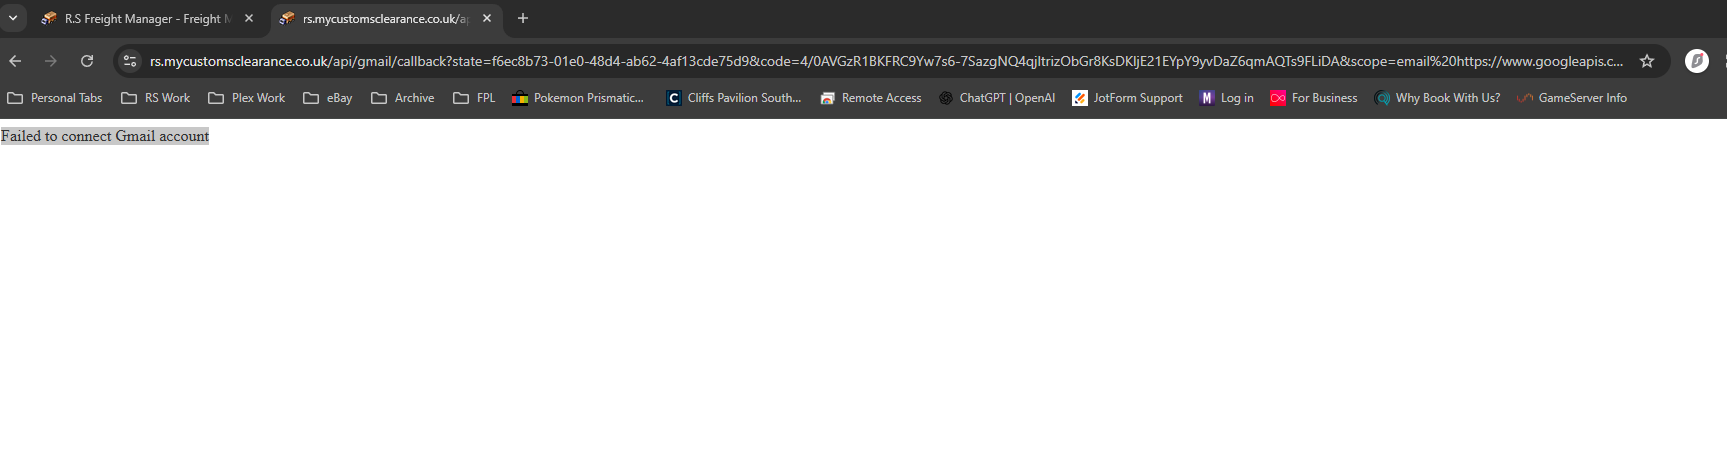 R.S Freight Manager - Freight M
rs.mycustomsclearance.co.uk/ap
rs.mycustomsclearance.co.uk/api/gmail/callback?state=f6ec8b73-01e0-48d4-ab62-4af13cde75d9&code=4/0AVGzR1BKFRC9Yw7s6-7SazgNQ4qjltrizObGr8KsDKljE21EYpY9yvDaZ6qmAQTs9FLiDA&scope=email%20https://www.googleapis.c...
Personal Tabs RS Work Plex Work eBay Archive FPL Pokemon Prismatic... Cliffs Pavilion South... Remote Access ChatGPT | OpenAI JotForm Support Log in For Business Why Book With Us? GameServer Info
Failed to connect Gmail account